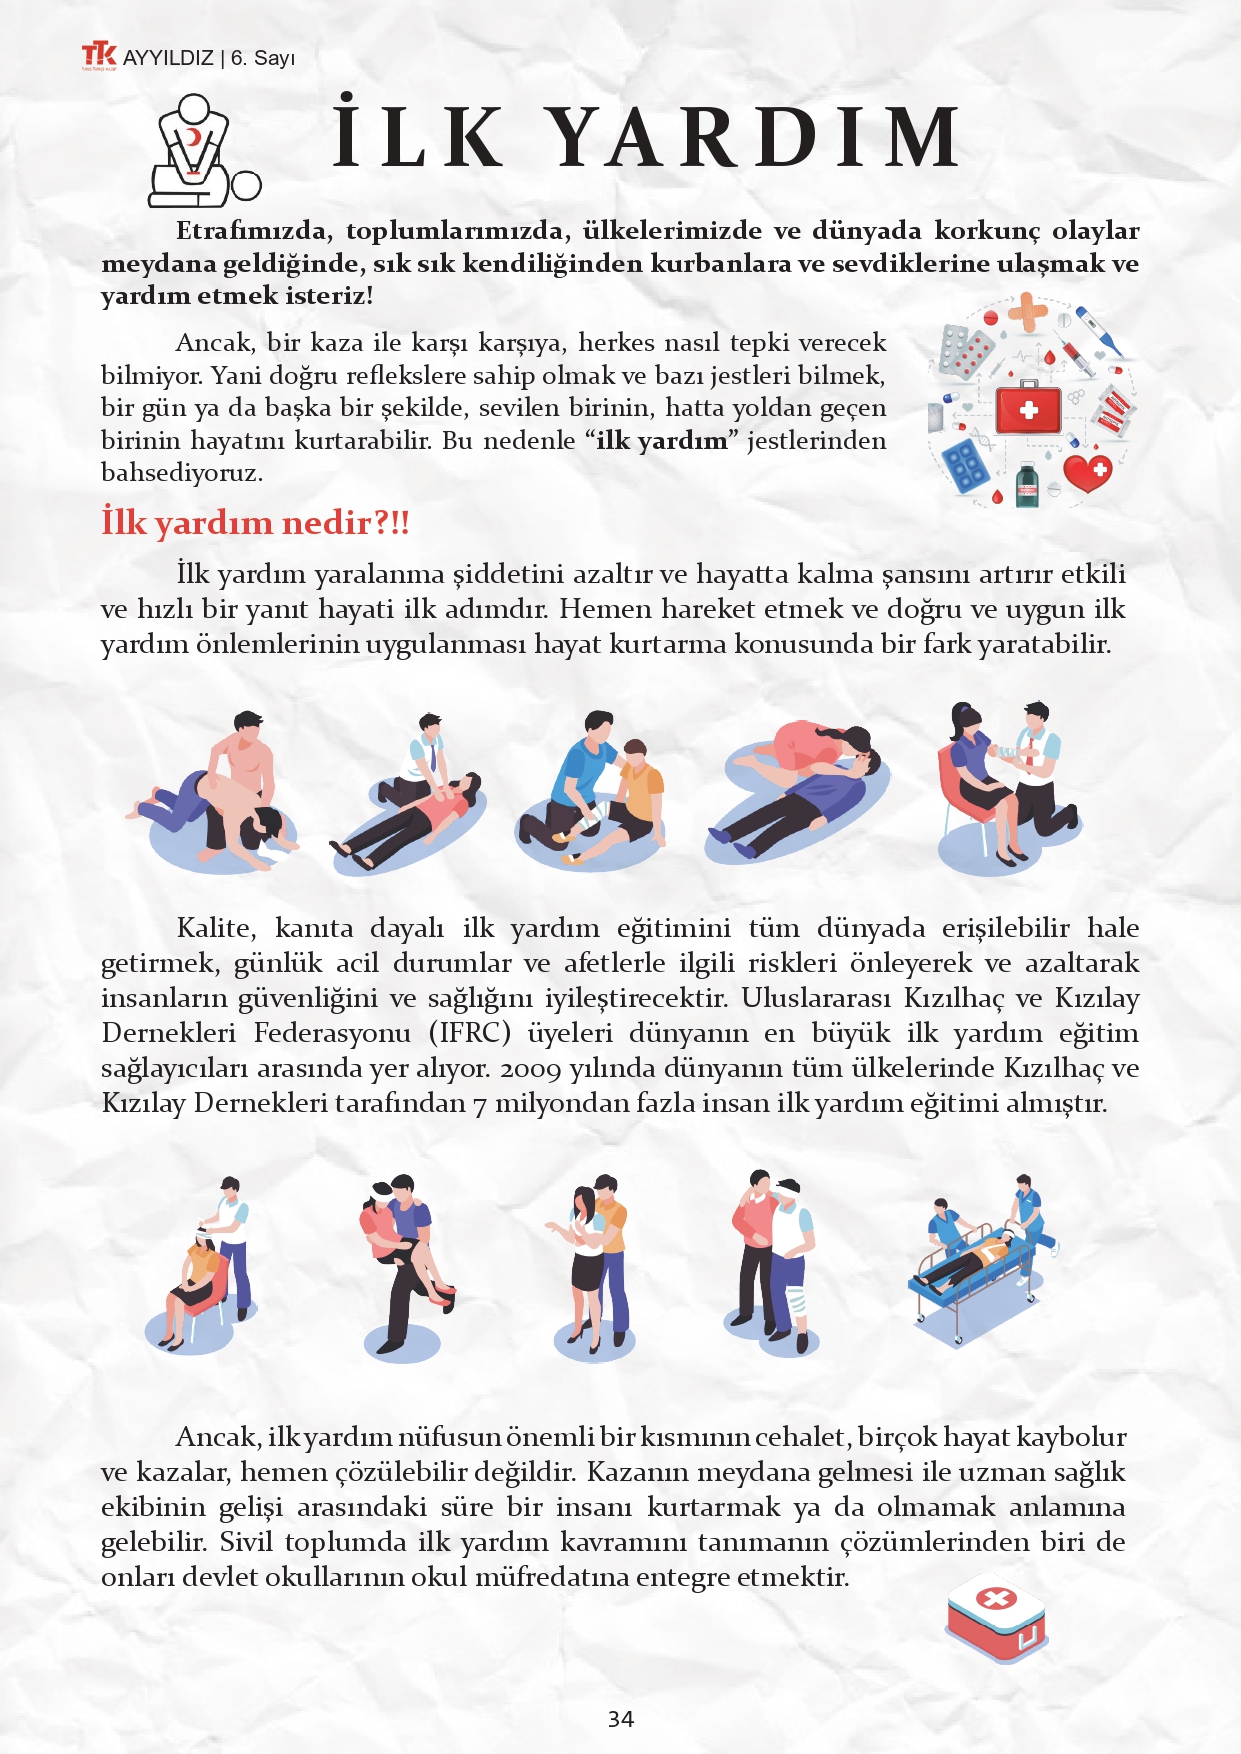 TTK AYYILDIZ | 6. Sayı
İLK YARDIM
Etrafımızda, toplumlarımızda, ülkelerimizde ve dünyada korkunç olaylar
meydana geldiğinde, sık sık kendiliğinden kurbanlara ve sevdiklerine ulaşmak ve
yardım etmek isteriz!
Ancak, bir kaza ile karşı karşıya, herkes nasıl tepki verecek
bilmiyor. Yani doğru reflekslere sahip olmak ve bazı jestleri bilmek,
bir gün ya da başka bir şekilde, sevilen birinin, hatta yoldan geçen
birinin hayatını kurtarabilir. Bu nedenle “ilk yardım” jestlerinden
bahsediyoruz.
İlk yardım nedir?!!
İlk yardım yaralanma şiddetini azaltır ve hayatta kalma şansını artırır etkili
ve hızlı bir yanıt hayati ilk adımdır. Hemen hareket etmek ve doğru ve uygun ilk
yardım önlemlerinin uygulanması hayat kurtarma konusunda bir fark yaratabilir.
Kalite, kanıta dayalı ilk yardım eğitimini tüm dünyada erişilebilir hale
getirmek, günlük acil durumlar ve afetlerle ilgili riskleri önleyerek ve azaltarak
insanların güvenliğini ve sağlığını iyileştirecektir. Uluslararası Kızılhaç ve Kızılay
Dernekleri Federasyonu (IFRC) üyeleri dünyanın en büyük ilk yardım eğitim
sağlayıcıları arasında yer alıyor. 2009 yılında dünyanın tüm ülkelerinde Kızılhaç ve
Kızılay Dernekleri tarafından 7 milyondan fazla insan ilk yardım eğitimi almıştır.
Ancak, ilk yardım nüfusun önemli bir kısmının cehalet, birçok hayat kaybolur
ve kazalar, hemen çözülebilir değildir. Kazanın meydana gelmesi ile uzman sağlık
ekibinin gelişi arasındaki süre bir insanı kurtarmak ya da olmamak anlamına
gelebilir. Sivil toplumda ilk yardım kavramını tanımanın çözümlerinden biri de
onları devlet okullarının okul müfredatına entegre etmektir.
34